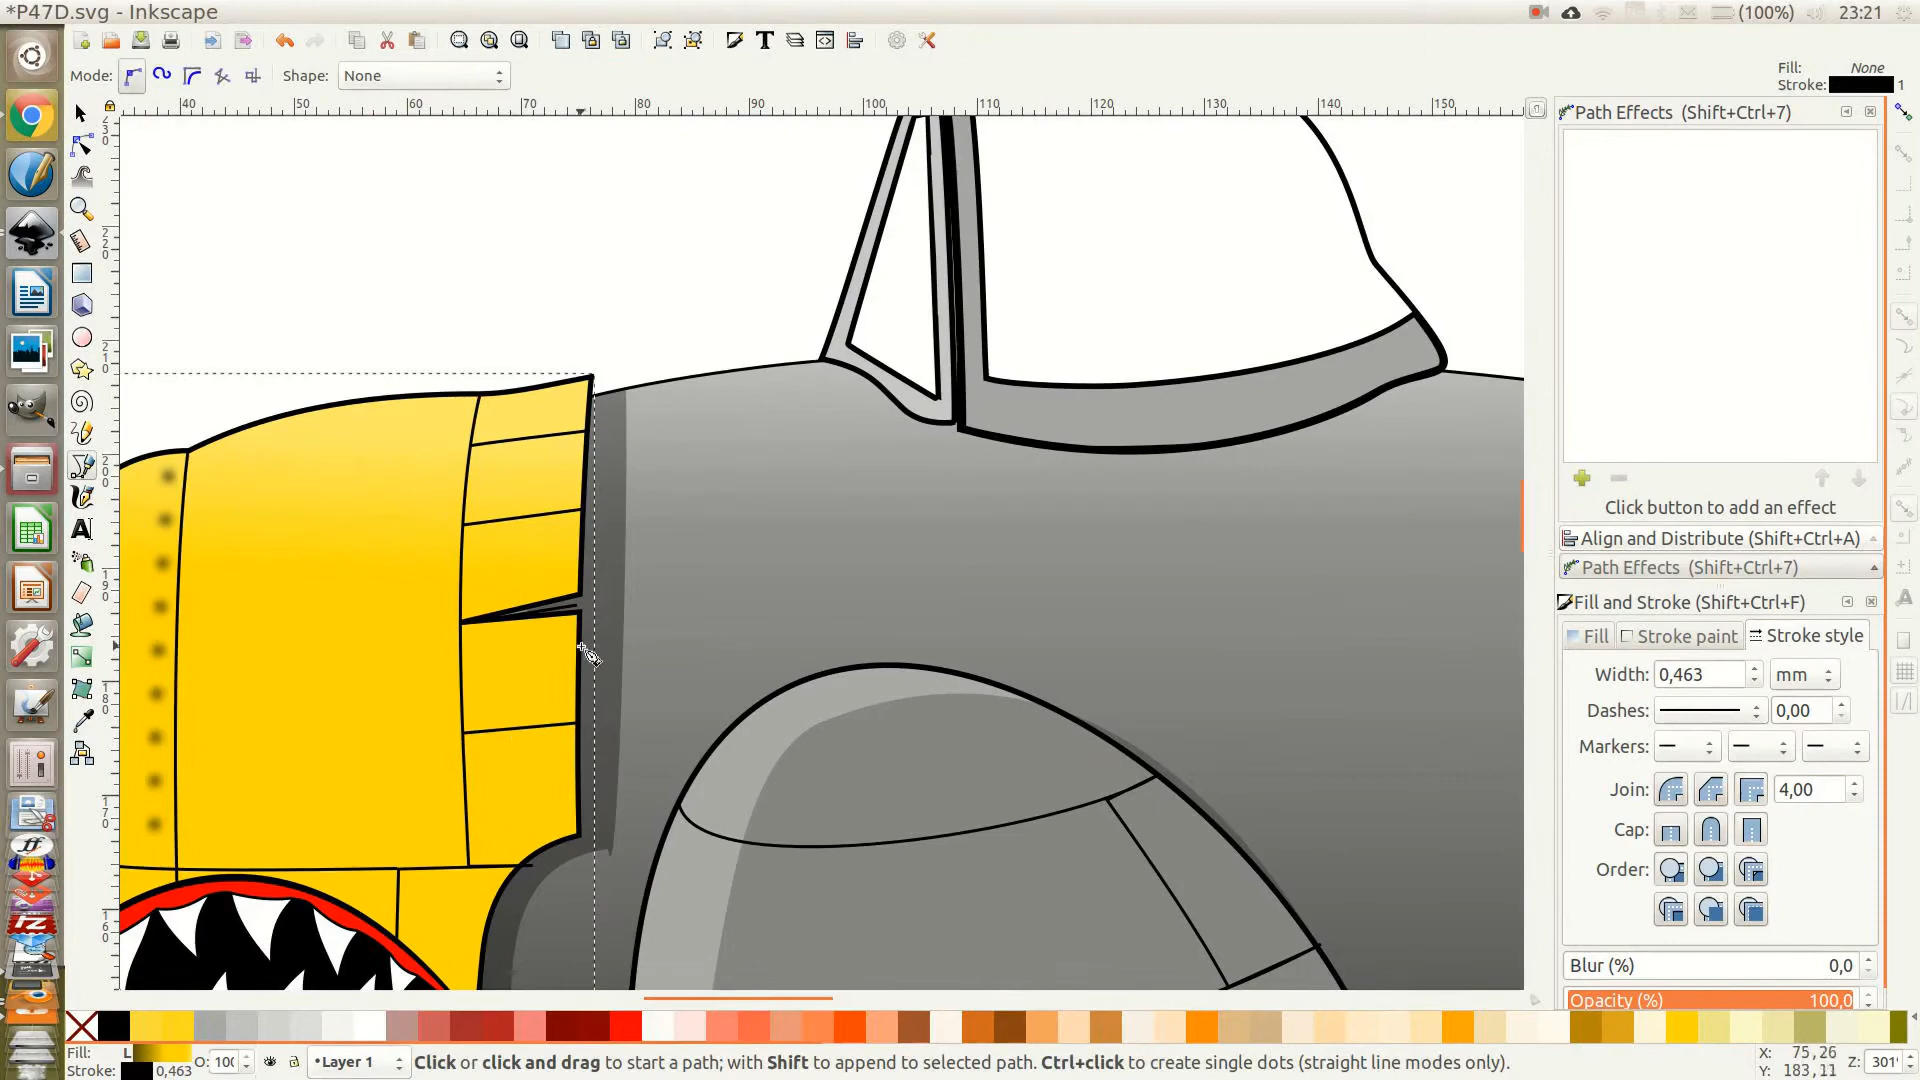 *P47D.svg - Inkscape
(100%)
23:21
Mode:
Shape:
None
Fill:
None
Stroke:
1
40
50
60
70
80
90
100
110
120
130
140
150
Path Effects (Shift+Ctrl+7)
Click button to add an effect
Align and Distribute (Shift+Ctrl+A)
Path Effects (Shift+Ctrl+7)
Fill and Stroke (Shift+Ctrl+F)
Fill
Stroke paint
Stroke style
Width:
0,463
mm
Dashes:
0,00
Markers:
Join:
4,00
Cap:
Order:
Blur (%)
0,0
Opacity (%)
100,0
Fill:
L
O:
100
Layer 1
Click or click and drag to start a path; with Shift to append to selected path. Ctrl+click to create single dots (straight line modes only).
X: 75,26
Y: 183,11
Z:
301
Stroke:
0,463